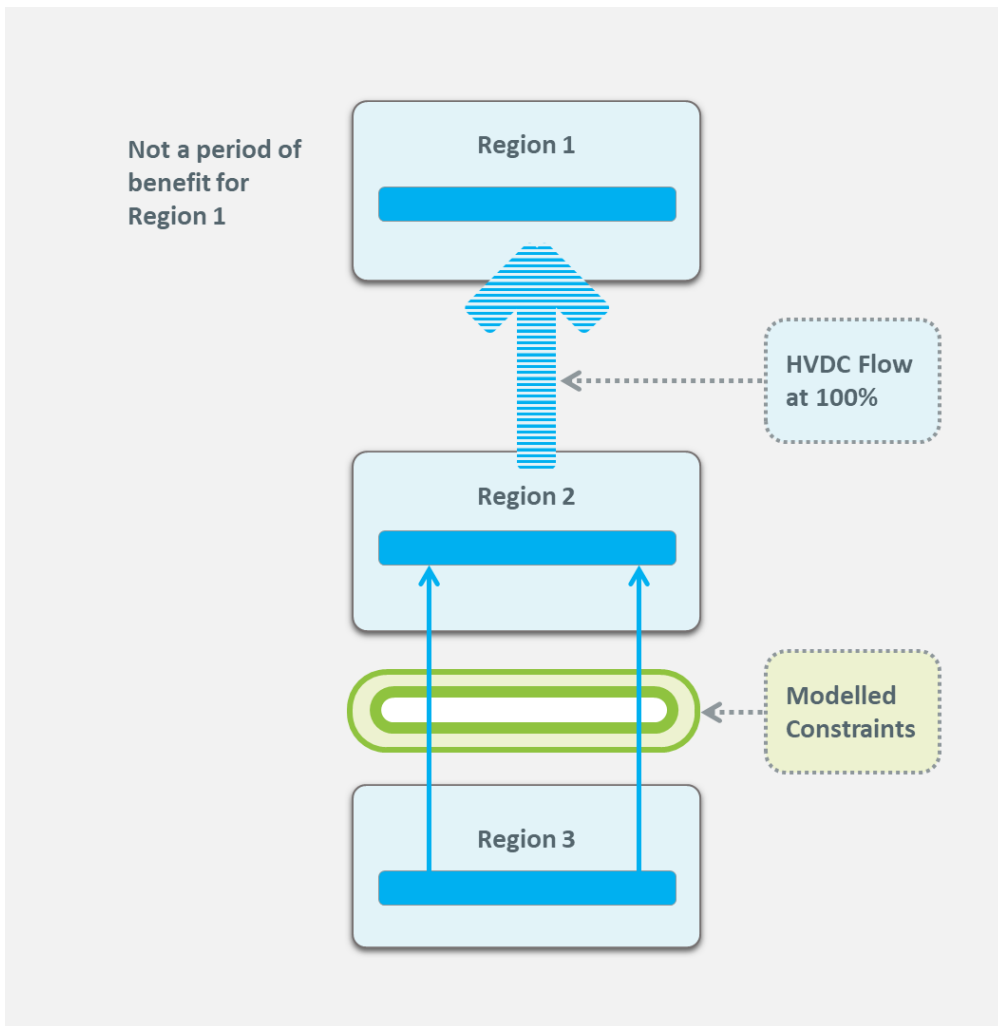 Region 1
Not a period of
benefit for
Region 1
HVDC Flow
at 100%
Region 2
Modelled
Constraints
Region 3